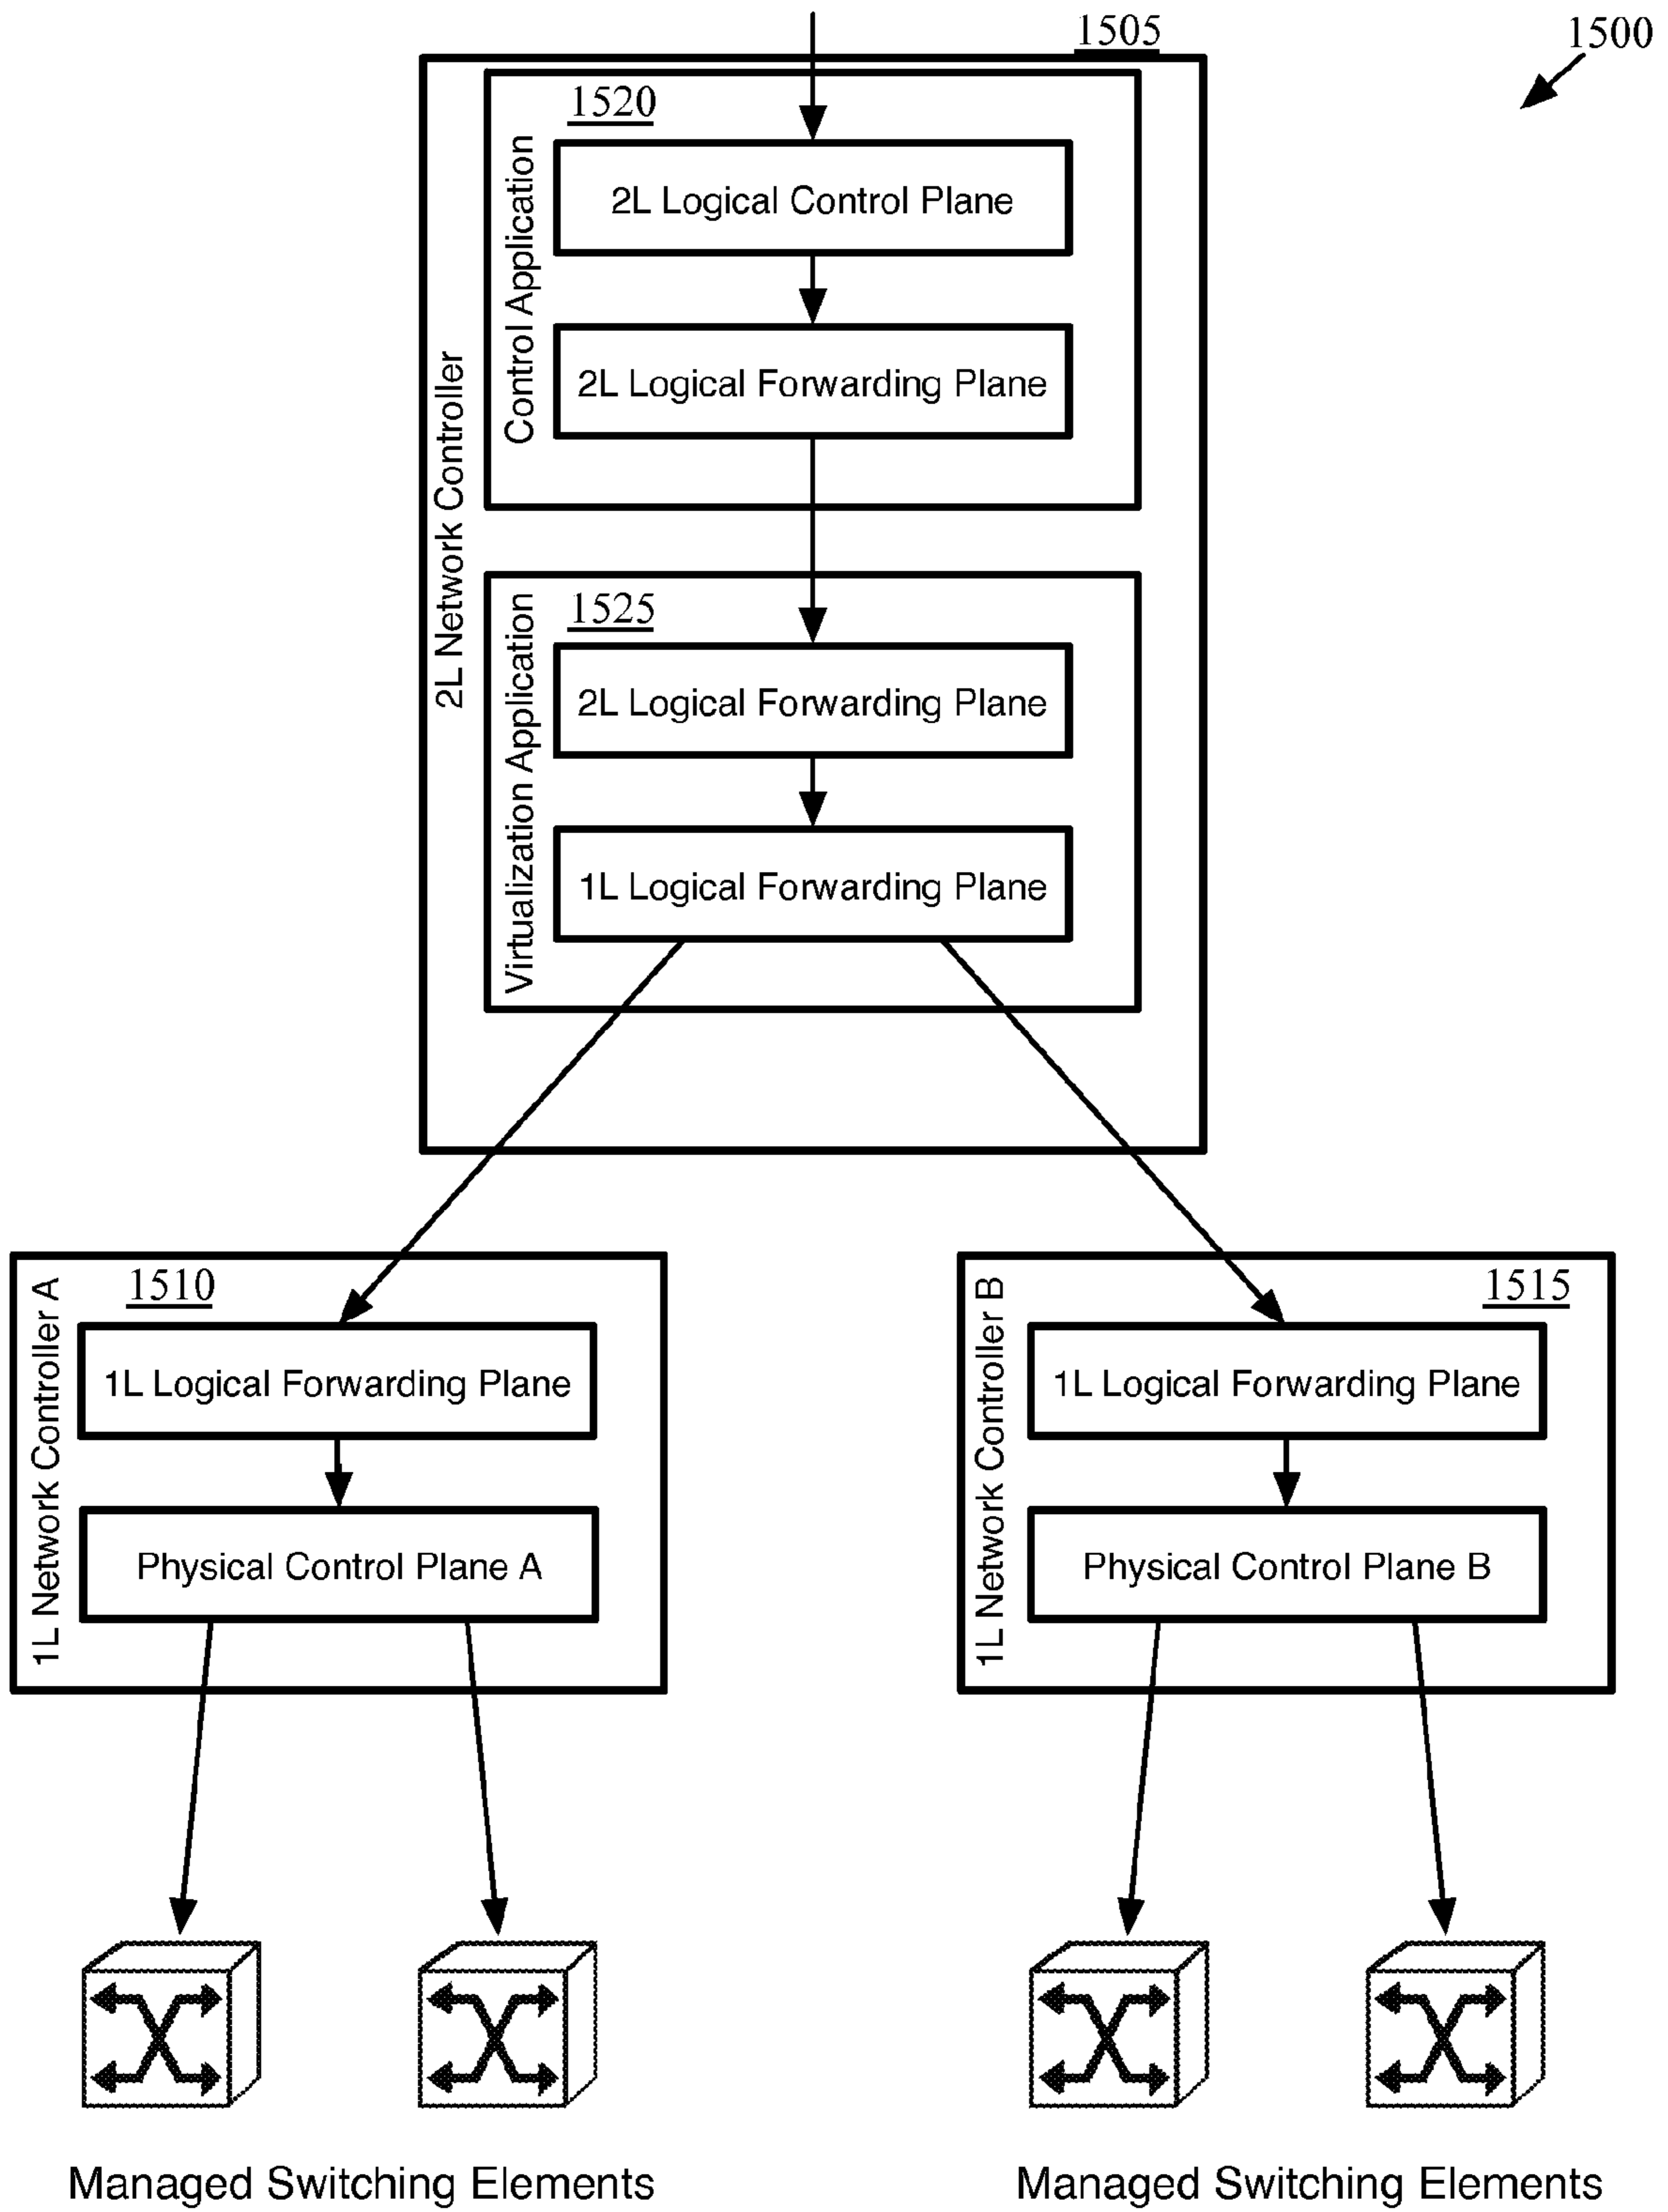 1505
1500
1520
Control Application
2L Logical Control Plane
2L Logical Forwarding Plane
2L Network Controller
1525
Virtualization Application
2L Logical Forwarding Plane
1L Logical Forwarding Plane
1L Network Controller A
1510
1L Logical Forwarding Plane
Physical Control Plane A
1L Network Controller B
1515
1L Logical Forwarding Plane
Physical Control Plane B
Managed Switching Elements
Managed Switching Elements